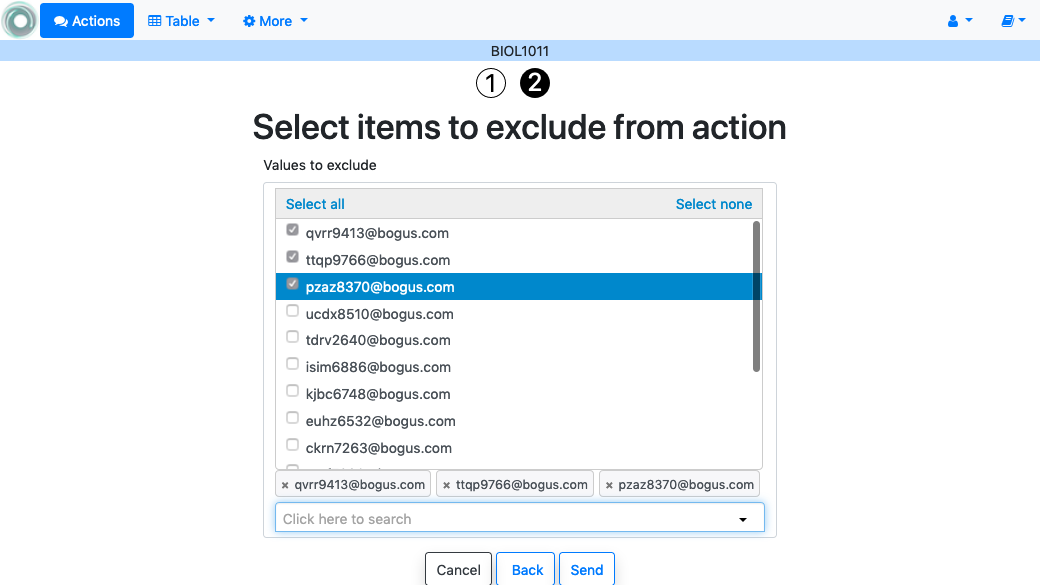 Actions Table More
BIOL1011
1 2
Select items to exclude from action
Values to exclude
Select all Select none
qvrr9413@bogus.com
ttqp9766@bogus.com
pzaz8370@bogus.com
ucdx8510@bogus.com
tdrv2640@bogus.com
isim6886@bogus.com
kjbc6748@bogus.com
euhz6532@bogus.com
ckrn7263@bogus.com
× qvrr9413@bogus.com × ttqp9766@bogus.com × pzaz8370@bogus.com
Click here to search
Cancel Back Send